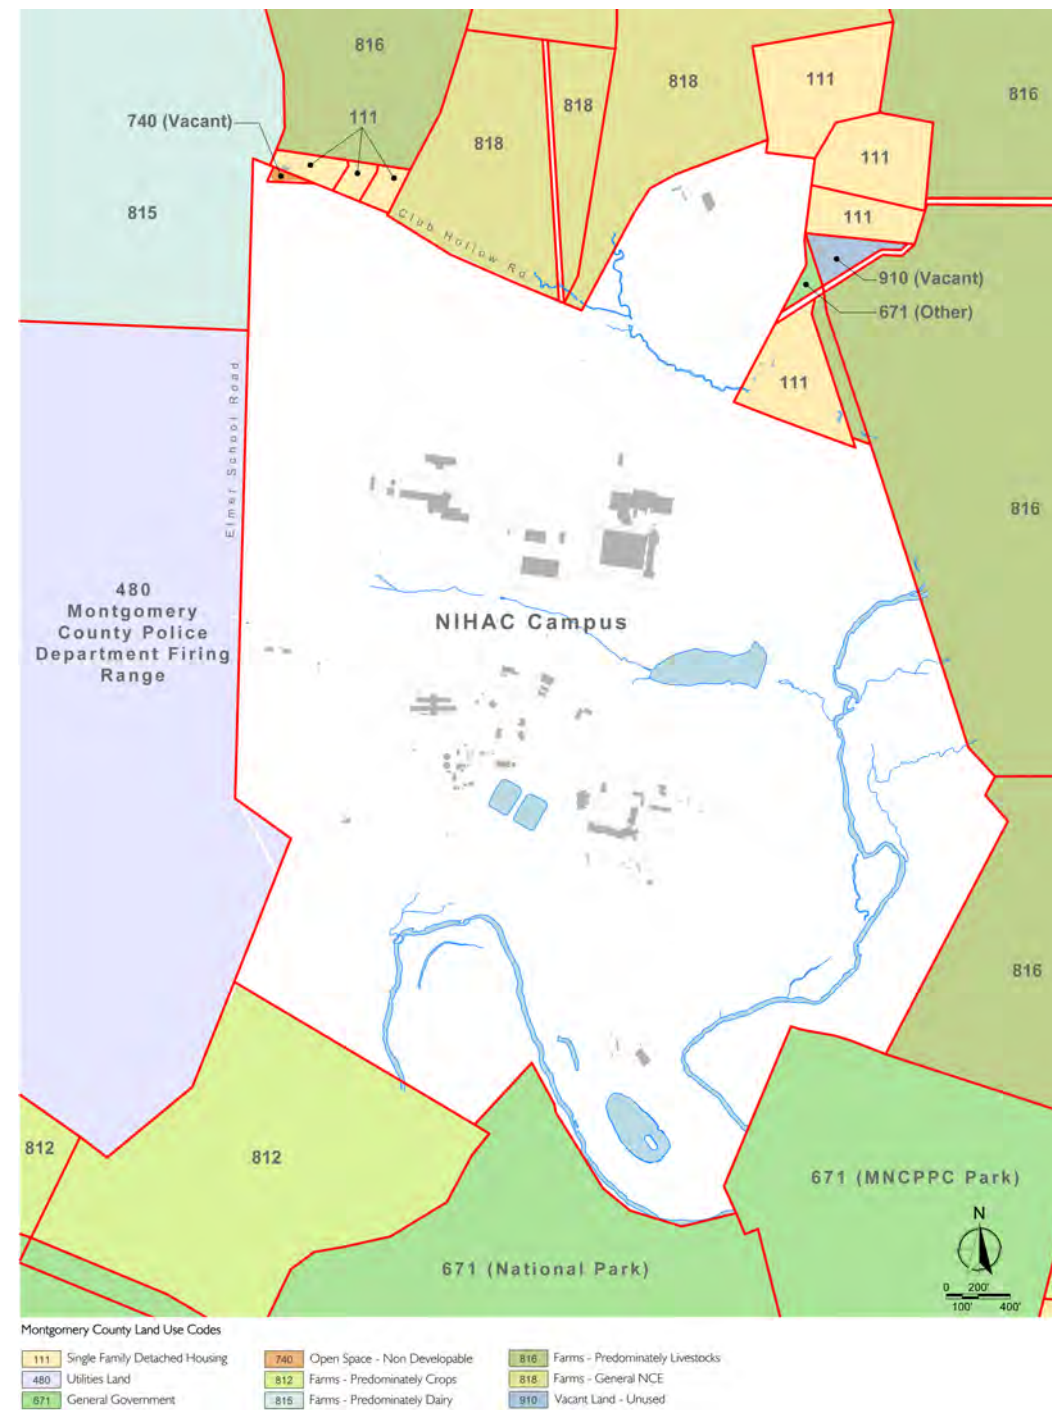 816
818
816
111
740 (Vacant)
111
818
818
111
815
111
Club Hollow Rd
910 (Vacant)
671 (Other)
111
Elmer School Road
816
480
Montgomery
County Police
Department Firing
Range
NIHAC Campus
816
812
812
671 (MNCPPC Park)
671 (National Park)
N
0 200'
100' 400'
Montgomery County Land Use Codes
111 Single Family Detached Housing
480 Utilities Land
671 General Government
740 Open Space - Non Developable
812 Farms - Predominately Crops
815 Farms - Predominately Dairy
816 Farms - Predominately Livestocks
818 Farms - General NCE
910 Vacant Land - Unused